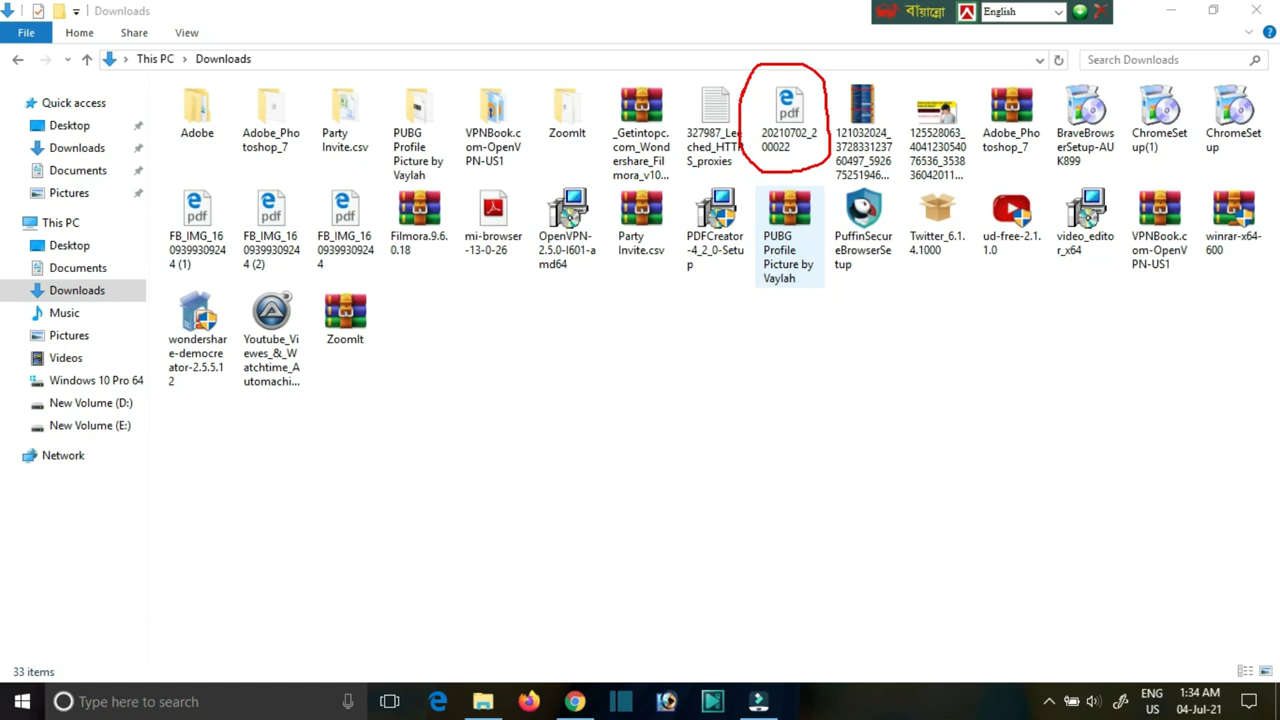 Downloads
বায়ান্নো
English
File
Home
Share
View
This PC
Downloads
Search Downloads
Quick access
Desktop
Downloads
Documents
Pictures
This PC
Desktop
Documents
Downloads
Music
Pictures
Videos
Windows 10 Pro 64
New Volume (D:)
New Volume (E:)
Network
Adobe
Adobe_Pho
toshop_7
Party
Invite.csv
PUBG
Profile
Picture by
Vaylah
VPNBook.c
om-OpenV
PN-US1
ZoomIt
_Getintopc.
com_Wond
ershare_Fil
mora_v10...
327987_Lee
ched_HTTP
S_proxies
20210702_2
00022
121032024_
3728331237
60497_5926
75251946...
125528063_
4041230540
76536_3538
36042011...
Adobe_Pho
toshop_7
BraveBrows
erSetup-AU
K899
ChromeSet
up(1)
ChromeSet
up
FB_IMG_16
0939930924
4 (1)
FB_IMG_16
0939930924
4 (2)
FB_IMG_16
0939930924
4
Filmora.9.6.
0.18
mi-browser
-13-0-26
OpenVPN-
2.5.0-I601-a
md64
Party
Invite.csv
PDFCreator
-4_2_0-Setu
p
PUBG
Profile
Picture by
Vaylah
PuffinSecur
eBrowserSe
tup
Twitter_6.1.
4.1000
ud-free-2.1.
1.0
video_edito
r_x64
VPNBook.c
om-OpenV
PN-US1
winrar-x64-
600
wondershar
e-democre
ator-2.5.5.1
2
Youtube_Vi
ewes_&_W
atchtime_A
utomachi...
ZoomIt
33 items
Type here to search
ENG
US
1:34 AM
04-Jul-21